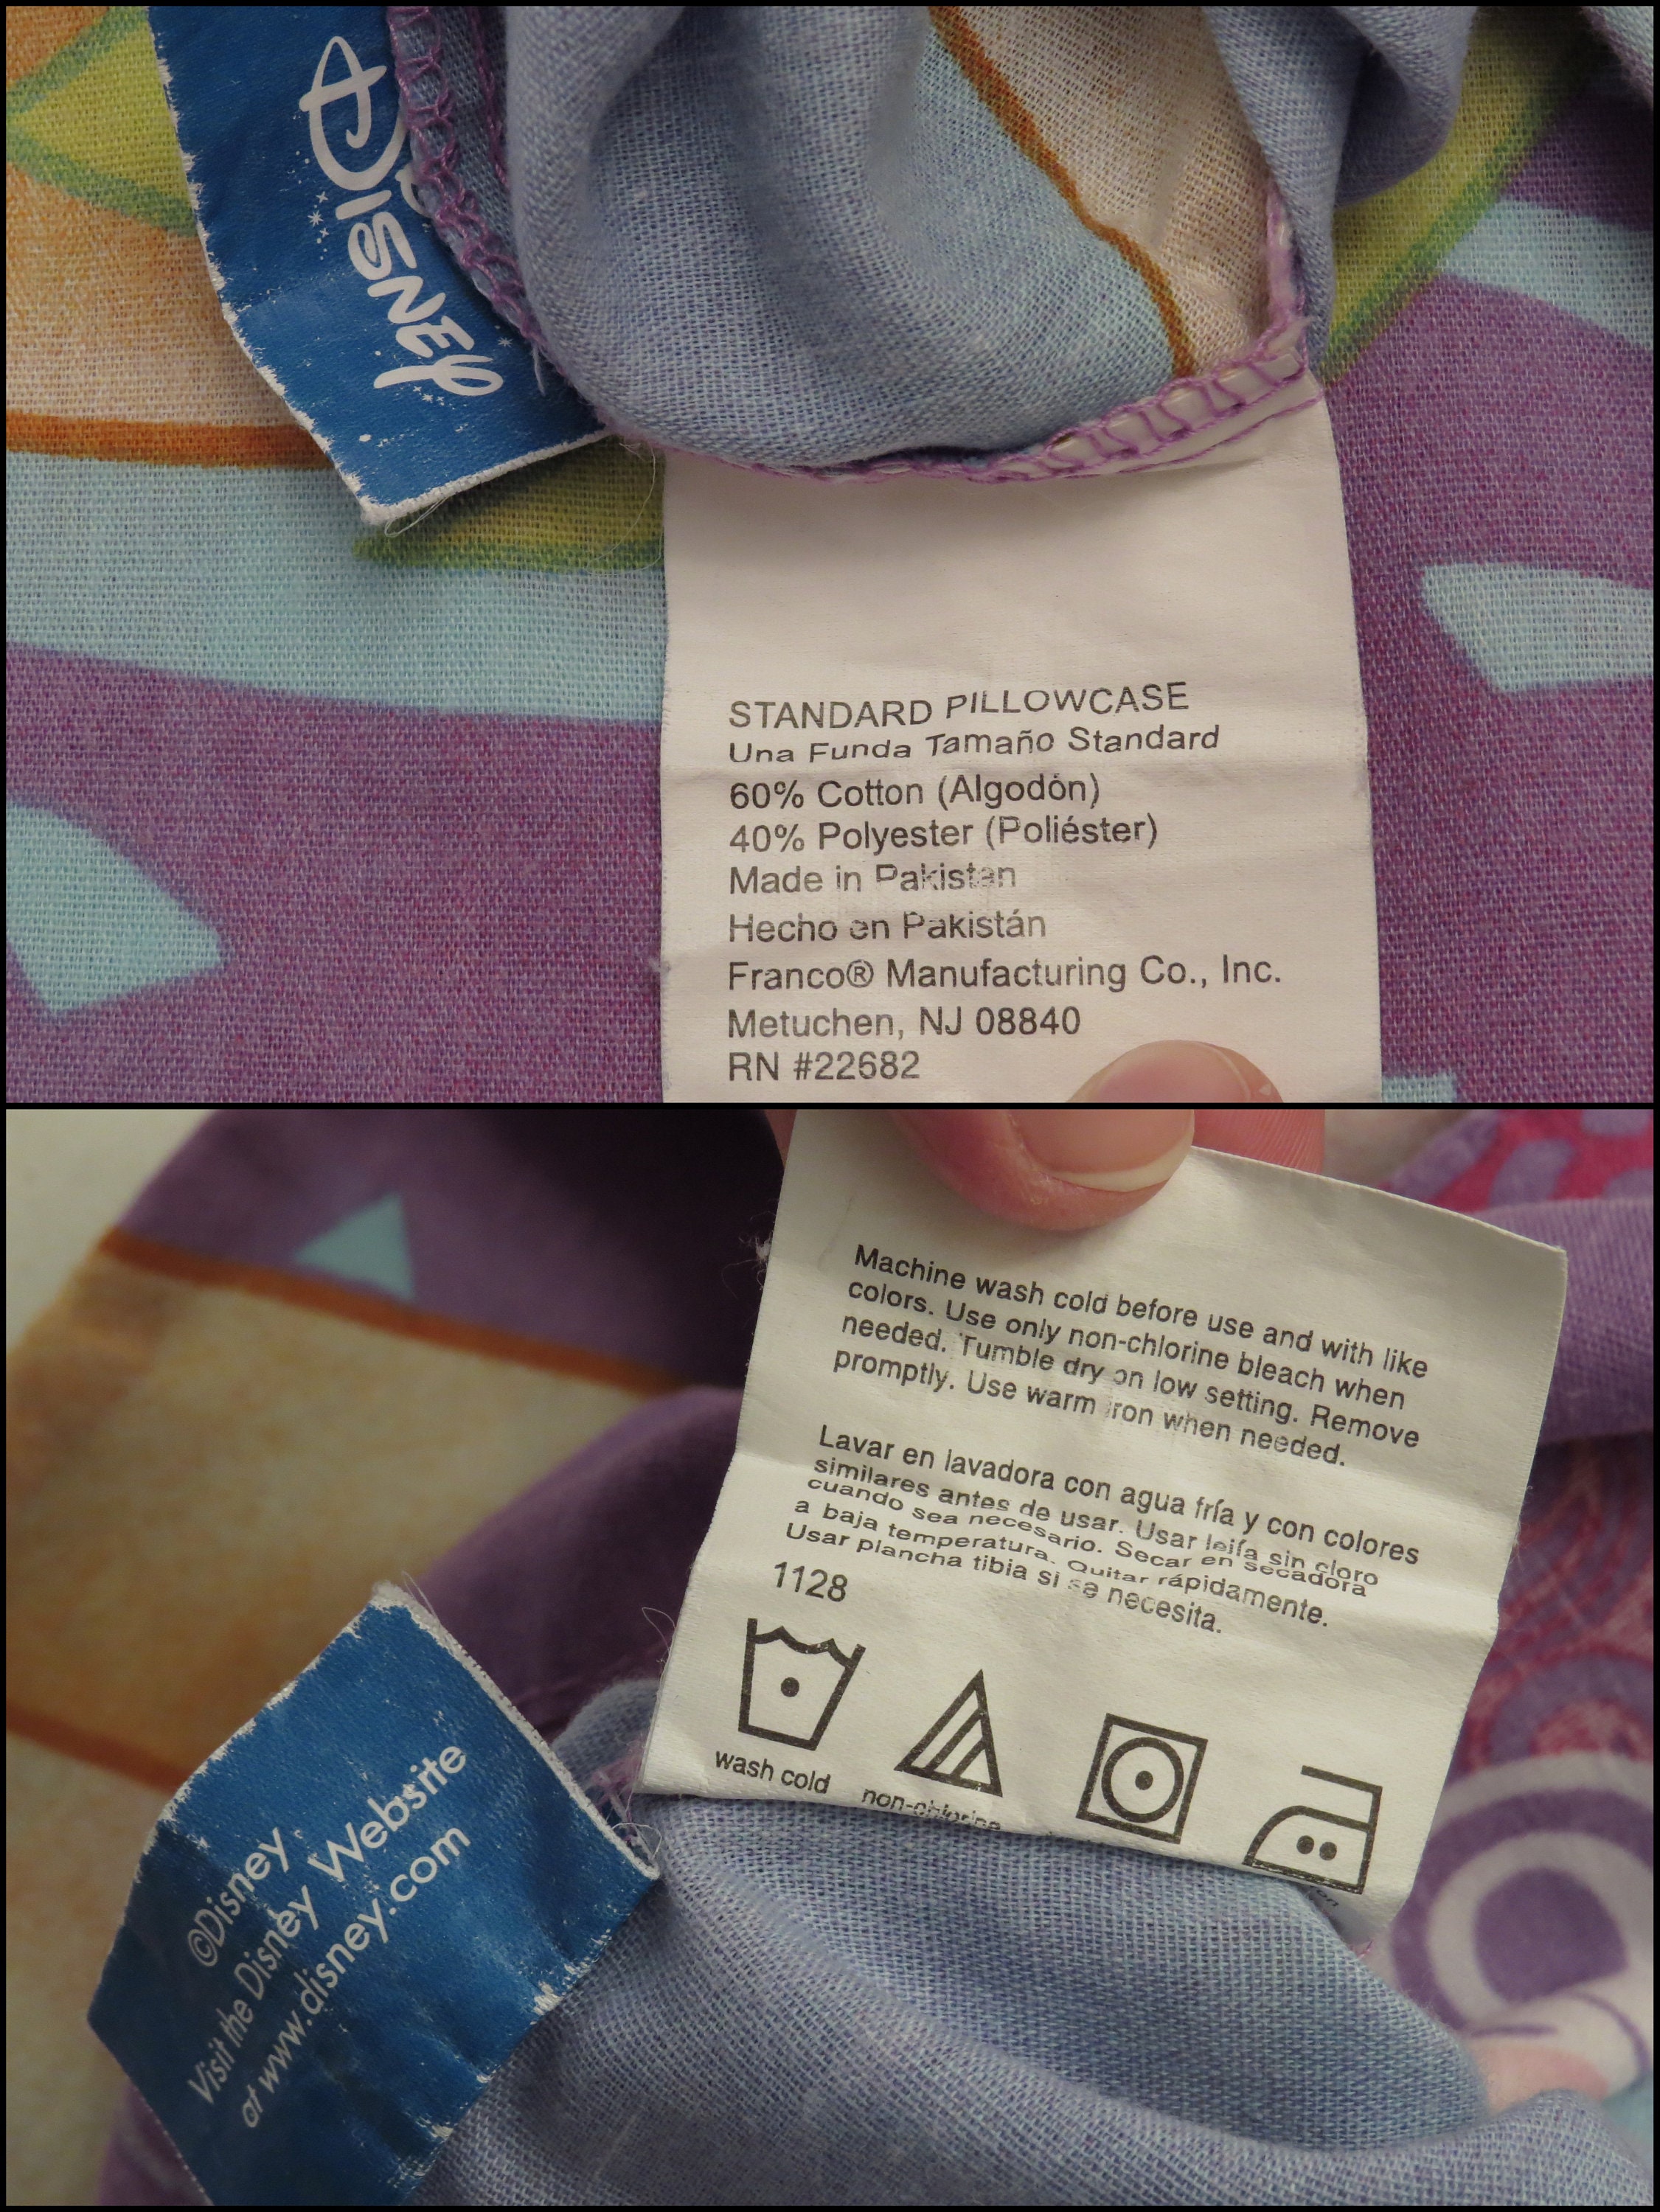 Disney
STANDARD PILLOWCASE
Una Funda Tamaño Standard
60% Cotton (Algodón)
40% Polyester (Poliéster)
Made in Pakistan
Hecho en Pakistán
Franco® Manufacturing Co., Inc.
Metuchen, NJ 08840
RN #22682
Machine wash cold before use and with like
colors. Use only non-chlorine bleach when
needed. Tumble dry on low setting. Remove
promptly. Use warm iron when needed.
Lavar en lavadora con agua fría y con colores
similares antes de usar. Usar leifa sin cloro
cuando sea necesario. Secar en secadora
a baja temperatura. Quitar rápidamente.
Usar plancha tibia si se necesita.
1128
wash cold
non-chlorine
©Disney
Visit the Disney Website
at www.disney.com